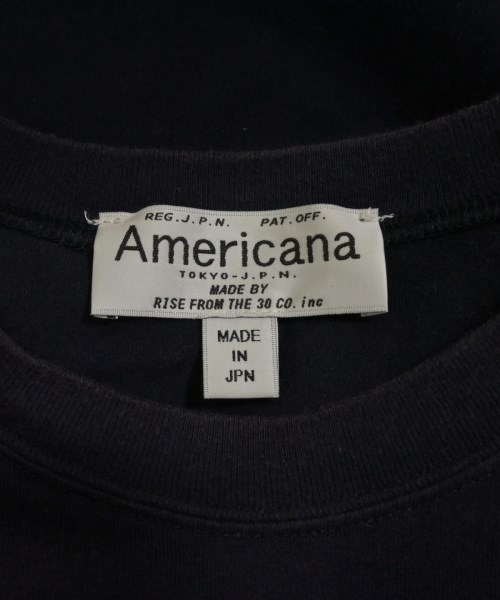 REG.J.P.N. PAT.OFF.
Americana
TOKYO-J.P.N.
MADE BY
RISE FROM THE 30 CO. inc
MADE
IN
JPN